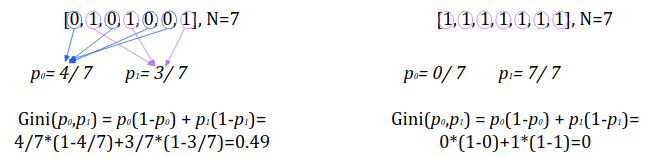 [0, 1, 0, 1, 0, 0, 1], N=7
p₀= 4/ 7 p₁= 3/ 7
Gini(p₀,p₁) = p₀(1-p₀) + p₁(1-p₁)=
4/7*(1-4/7)+3/7*(1-3/7)=0.49
[1, 1, 1, 1, 1, 1, 1], N=7
p₀= 0/ 7 p₁= 7/ 7
Gini(p₀,p₁) = p₀(1-p₀) + p₁(1-p₁)=
0*(1-0)+1*(1-1)=0